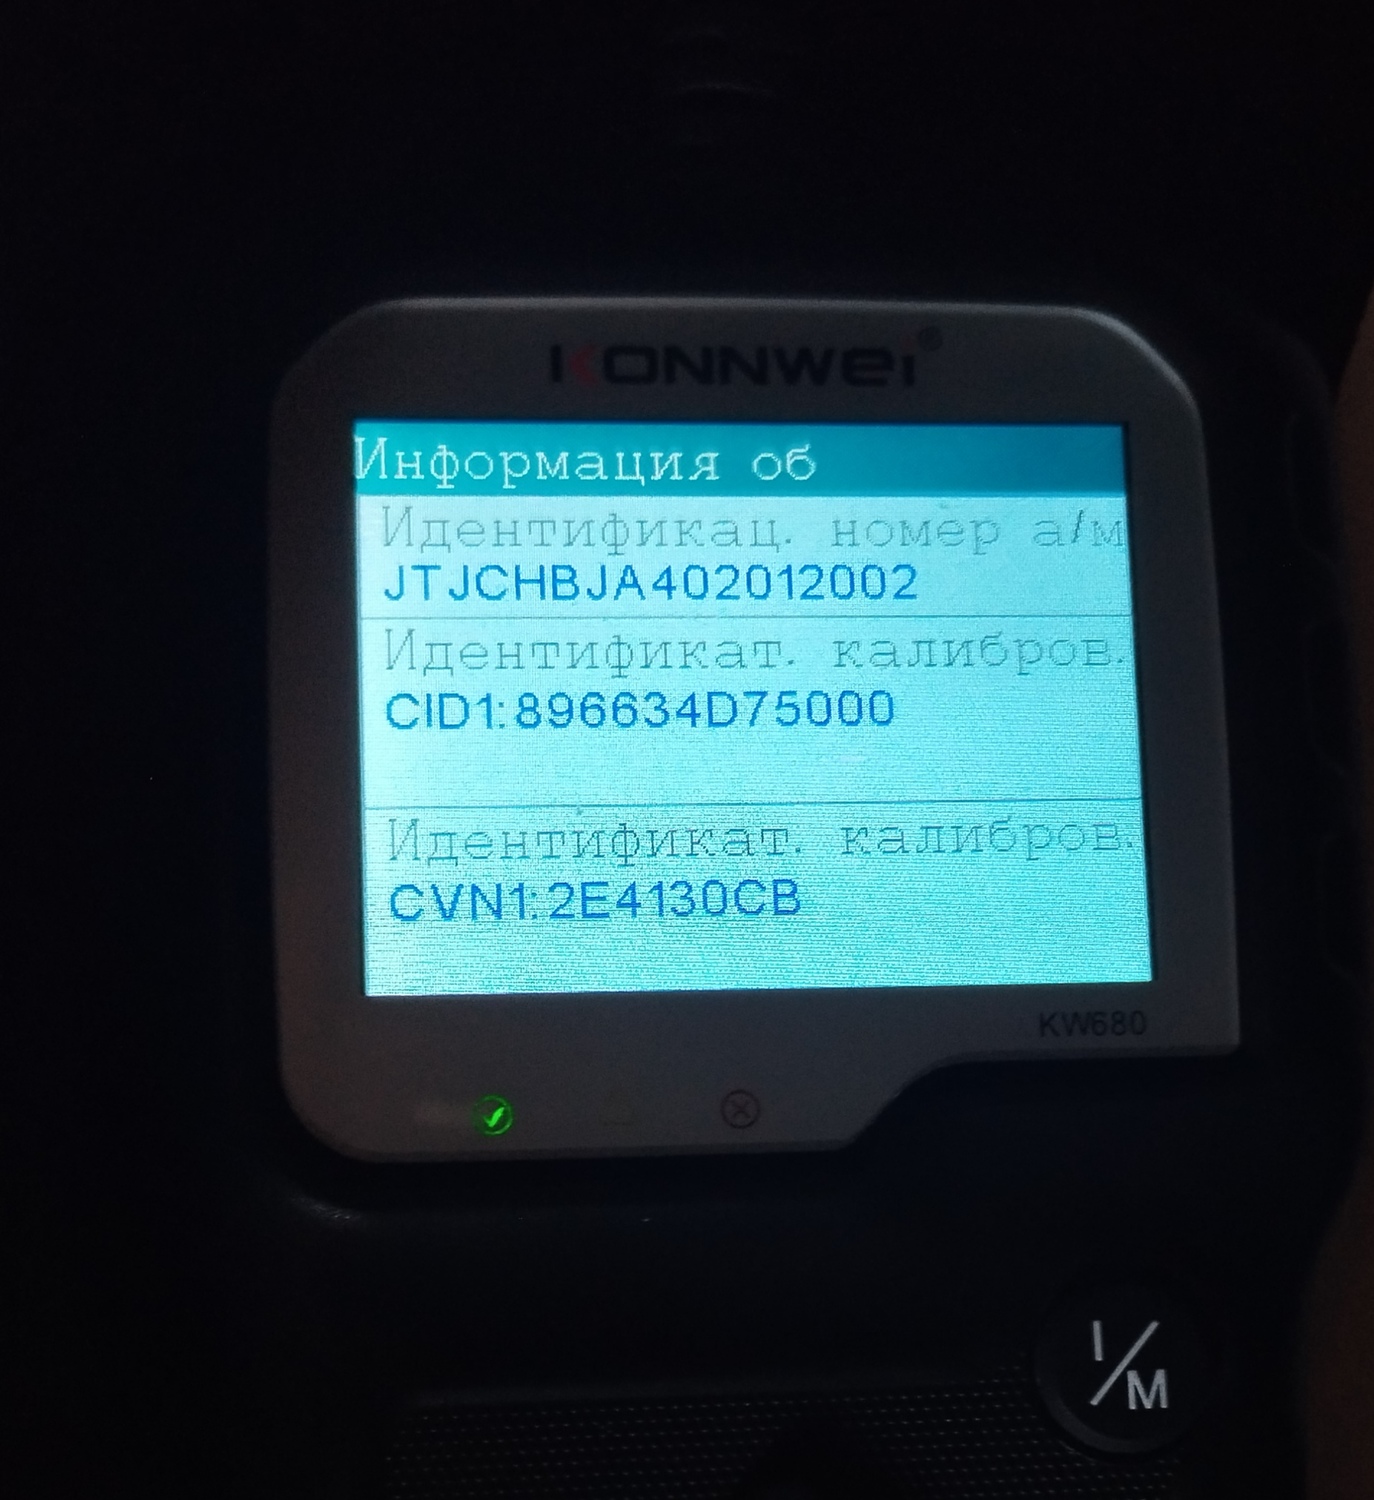 KONNWEI
Информация об
Идентификац. номер а/м
JTJCHBJA402012002
Идентификат. калибров.
CID1:896634D75000
Идентификат. калибров.
CVN1:2E4130CB
KW680
I/M